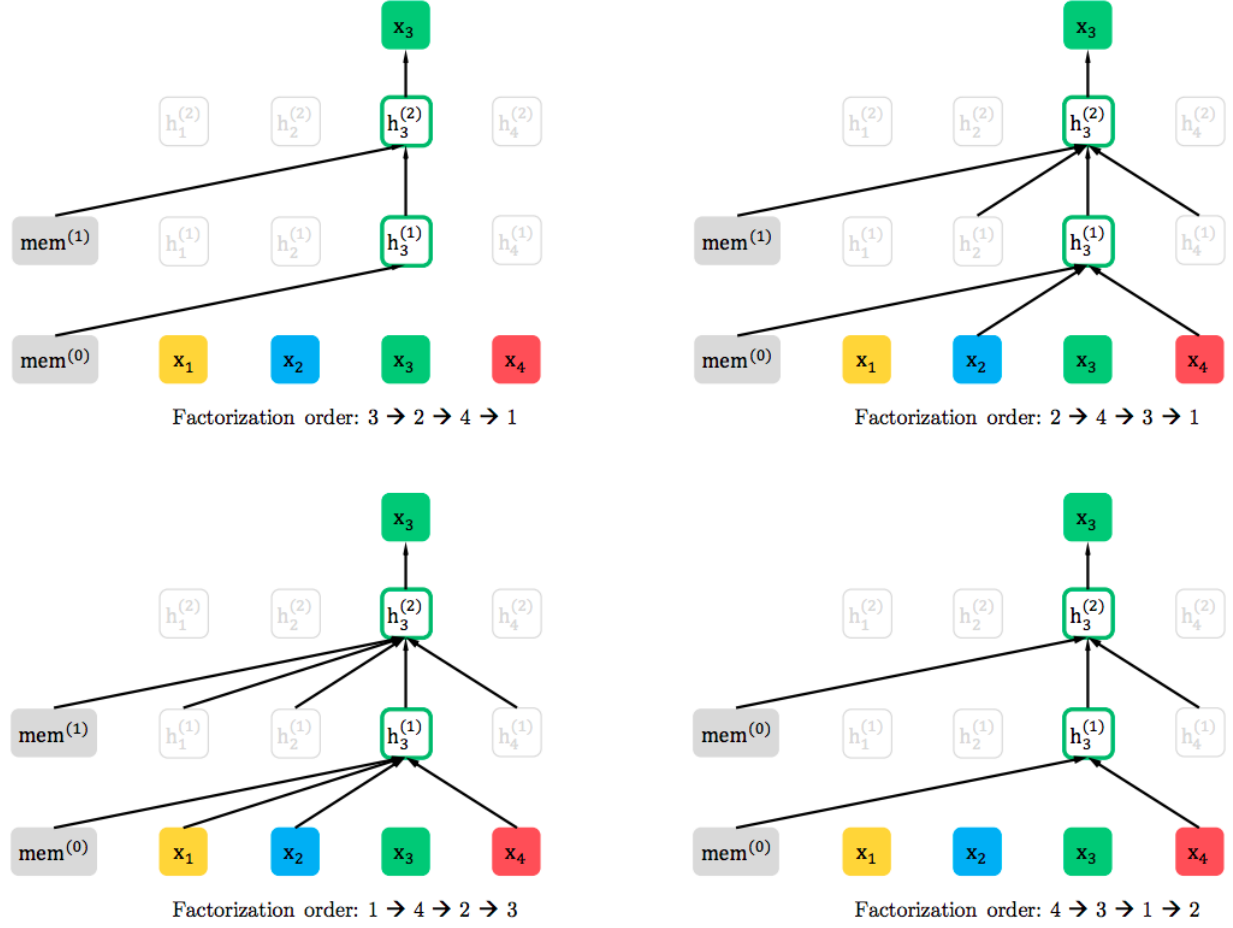 x₃ x₃
h₁⁽²⁾ h₂⁽²⁾ h₃⁽²⁾ h₄⁽²⁾ h₁⁽²⁾ h₂⁽²⁾ h₃⁽²⁾ h₄⁽²⁾
mem⁽¹⁾ h₁⁽¹⁾ h₂⁽¹⁾ h₃⁽¹⁾ h₄⁽¹⁾ mem⁽¹⁾ h₁⁽¹⁾ h₂⁽¹⁾ h₃⁽¹⁾ h₄⁽¹⁾
mem⁽⁰⁾ x₁ x₂ x₃ x₄ mem⁽⁰⁾ x₁ x₂ x₃ x₄
Factorization order: 3 → 2 → 4 → 1 Factorization order: 2 → 4 → 3 → 1
x₃ x₃
h₁⁽²⁾ h₂⁽²⁾ h₃⁽²⁾ h₄⁽²⁾ h₁⁽²⁾ h₂⁽²⁾ h₃⁽²⁾ h₄⁽²⁾
mem⁽¹⁾ h₁⁽¹⁾ h₂⁽¹⁾ h₃⁽¹⁾ h₄⁽¹⁾ mem⁽⁰⁾ h₁⁽¹⁾ h₂⁽¹⁾ h₃⁽¹⁾ h₄⁽¹⁾
mem⁽⁰⁾ x₁ x₂ x₃ x₄ mem⁽⁰⁾ x₁ x₂ x₃ x₄
Factorization order: 1 → 4 → 2 → 3 Factorization order: 4 → 3 → 1 → 2